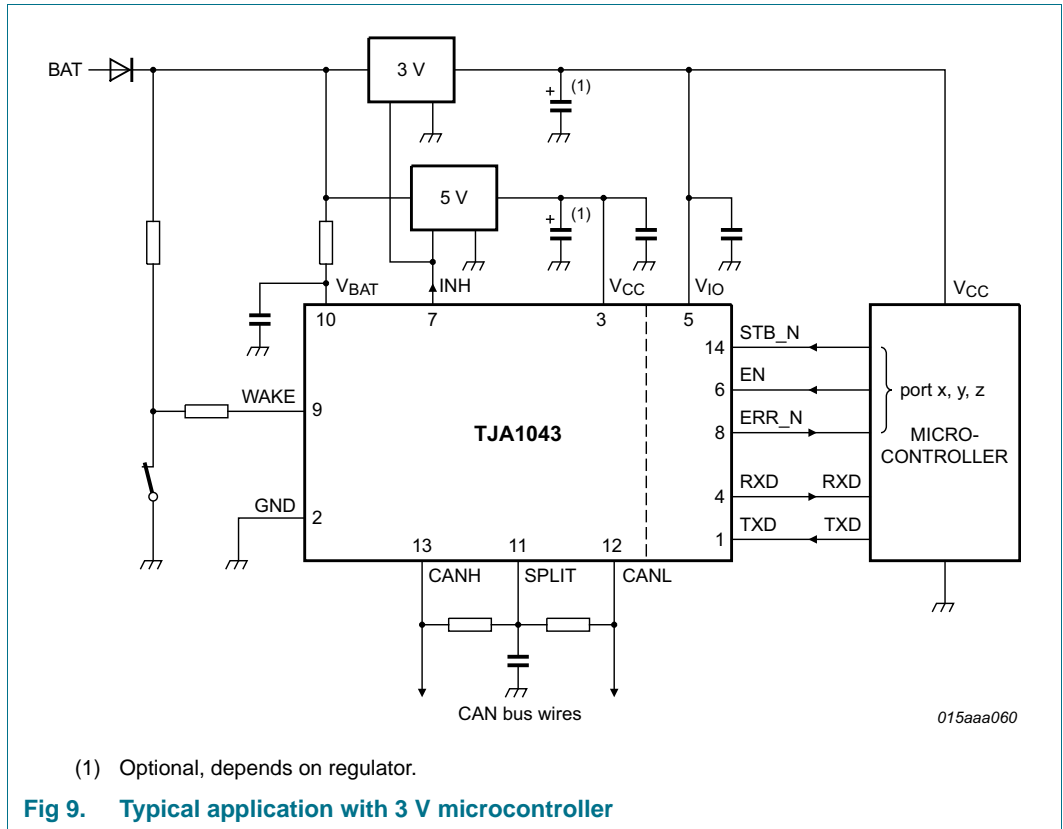 BAT
3 V
(1)
5 V
(1)
VBAT
INH
VCC
VIO
VCC
10
7
3
5
14
STB_N
6
EN
port x, y, z
8
ERR_N
MICRO-
CONTROLLER
WAKE
9
TJA1043
4
RXD
RXD
GND
2
1
TXD
TXD
13
11
12
CANH
SPLIT
CANL
CAN bus wires
015aaa060
(1) Optional, depends on regulator.
Fig 9. Typical application with 3 V microcontroller